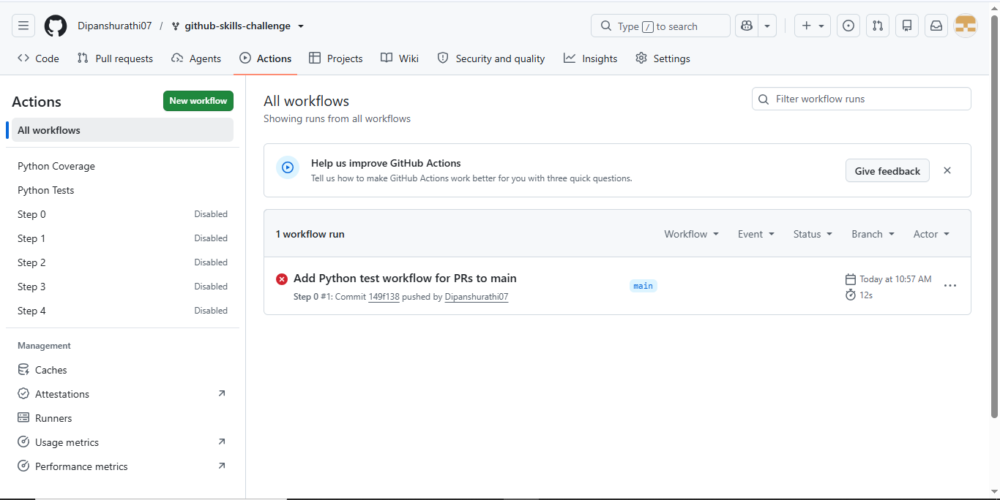 Dipanshurathi07 / github-skills-challenge
Type / to search
Code
Pull requests
Agents
Actions
Projects
Wiki
Security and quality
Insights
Settings
Actions
New workflow
All workflows
Python Coverage
Python Tests
Step 0 Disabled
Step 1 Disabled
Step 2 Disabled
Step 3 Disabled
Step 4 Disabled
Management
Caches
Attestations
Runners
Usage metrics
Performance metrics
All workflows
Showing runs from all workflows
Filter workflow runs
Help us improve GitHub Actions
Tell us how to make GitHub Actions work better for you with three quick questions.
Give feedback
1 workflow run
Workflow
Event
Status
Branch
Actor
Add Python test workflow for PRs to main
Step 0 #1: Commit 149f138 pushed by Dipanshurathi07
main
Today at 10:57 AM
12s